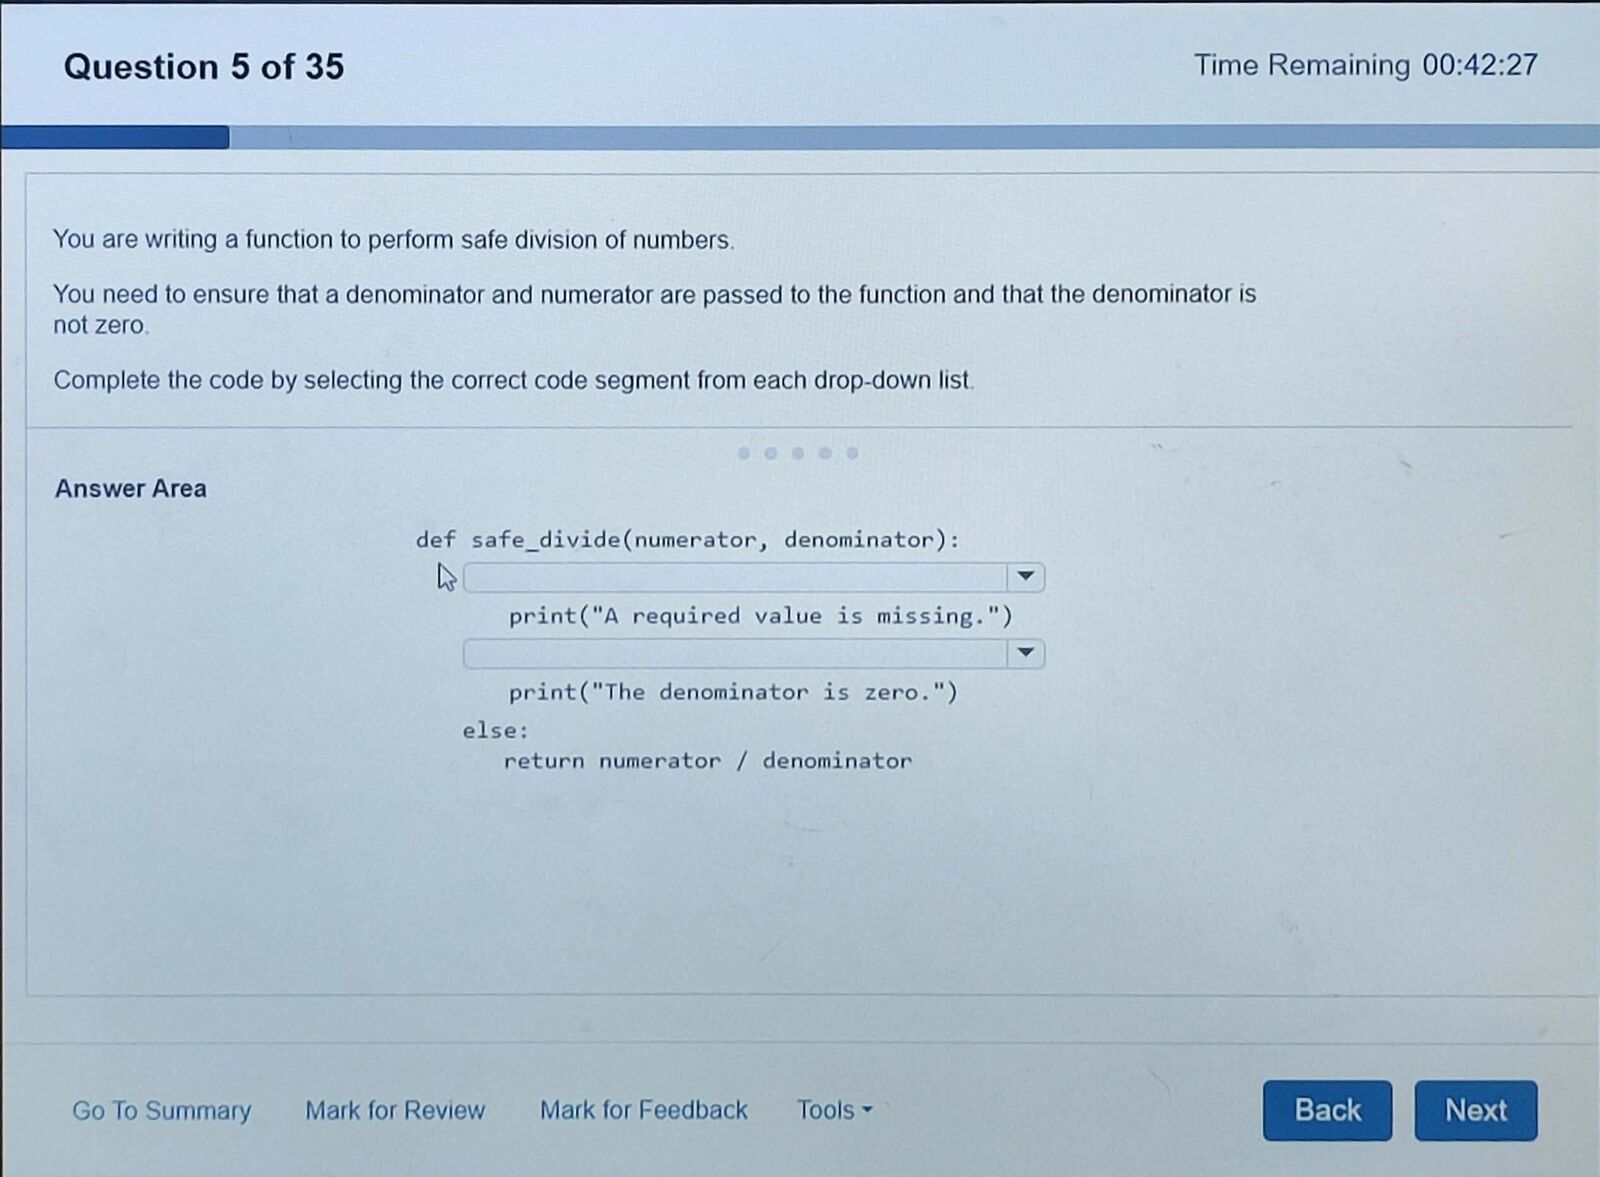 Question 5 of 35
Time Remaining 00:42:27
You are writing a function to perform safe division of numbers.
You need to ensure that a denominator and numerator are passed to the function and that the denominator is
not zero.
Complete the code by selecting the correct code segment from each drop-down list.
Answer Area
def safe_divide(numerator, denominator):
print("A required value is missing.")
print("The denominator is zero.")
else:
return numerator / denominator
Go To Summary
Mark for Review
Mark for Feedback
Tools
Back
Next